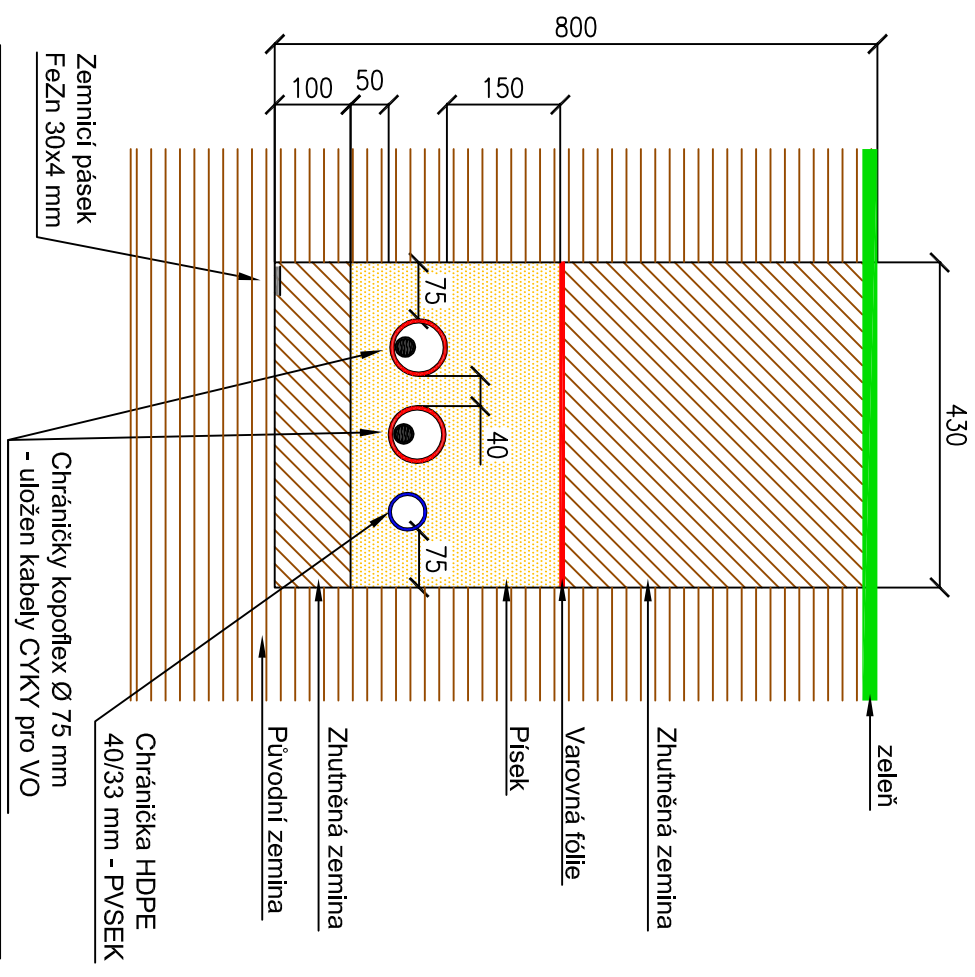 800
100
50
150
430
75
40
75
Zemnicí pásek
FeZn 30x4 mm
zeleň
Zhutněná zemina
Varovná fólie
Písek
Zhutněná zemina
Původní zemina
Chránička HDPE
40/33 mm - PVSEK
Chráničky kopoflex Ø 75 mm
- uložen kabely CYKY pro VO